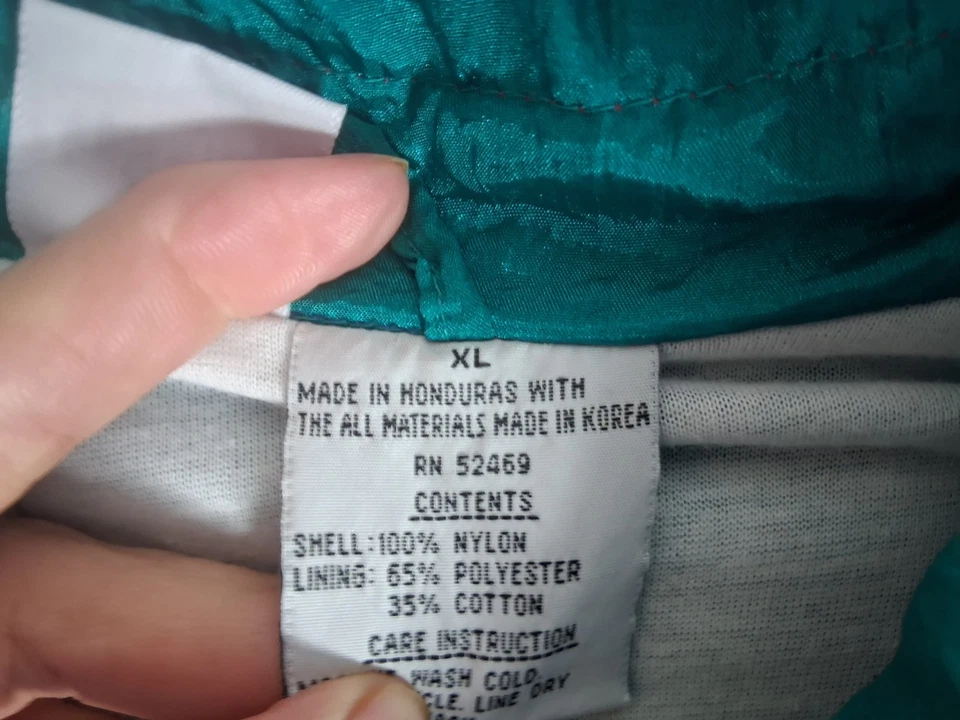 XL
MADE IN HONDURAS WITH
THE ALL MATERIALS MADE IN KOREA
RN 52469
CONTENTS
SHELL:100% NYLON
LINING: 65% POLYESTER
35% COTTON
CARE INSTRUCTION
WASH COLD,
LINE DRY